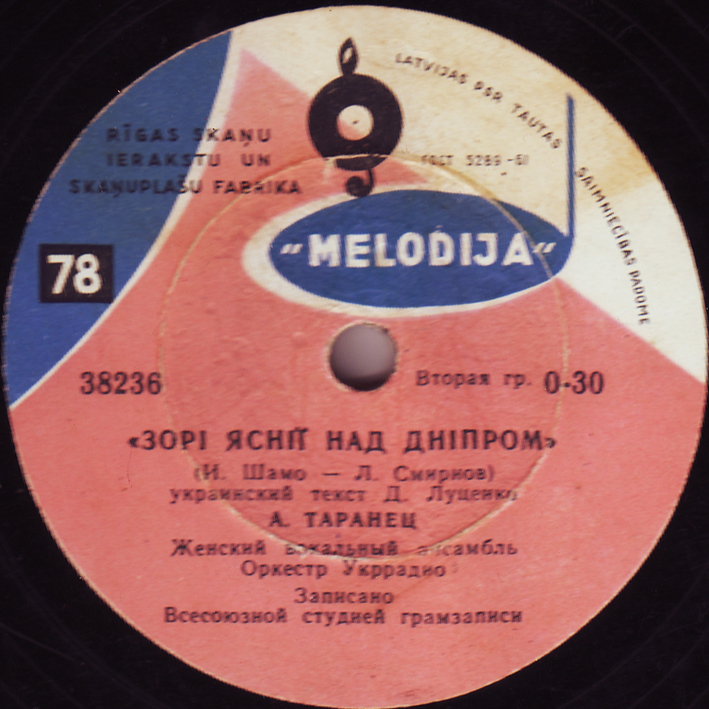 RĪGAS SKAŅU
IERAKSTU UN
SKAŅUPLAŠU FABRIKA
LATVIJAS PSR TAUTAS SAIMNIECĪBAS PADOME
ГОСТ 5289-61
„MELODIJA“
78
38236
Вторая гр. 0-30
«ЗОРІ ЯСНІЇ НАД ДНІПРОМ»
(И. Шамо — Л. Смирнов)
украинский текст Д. Луценко
А. ТАРАНЕЦ
Женский вокальный ансамбль
Оркестр Укррадио
Записано
Всесоюзной студией грамзаписи